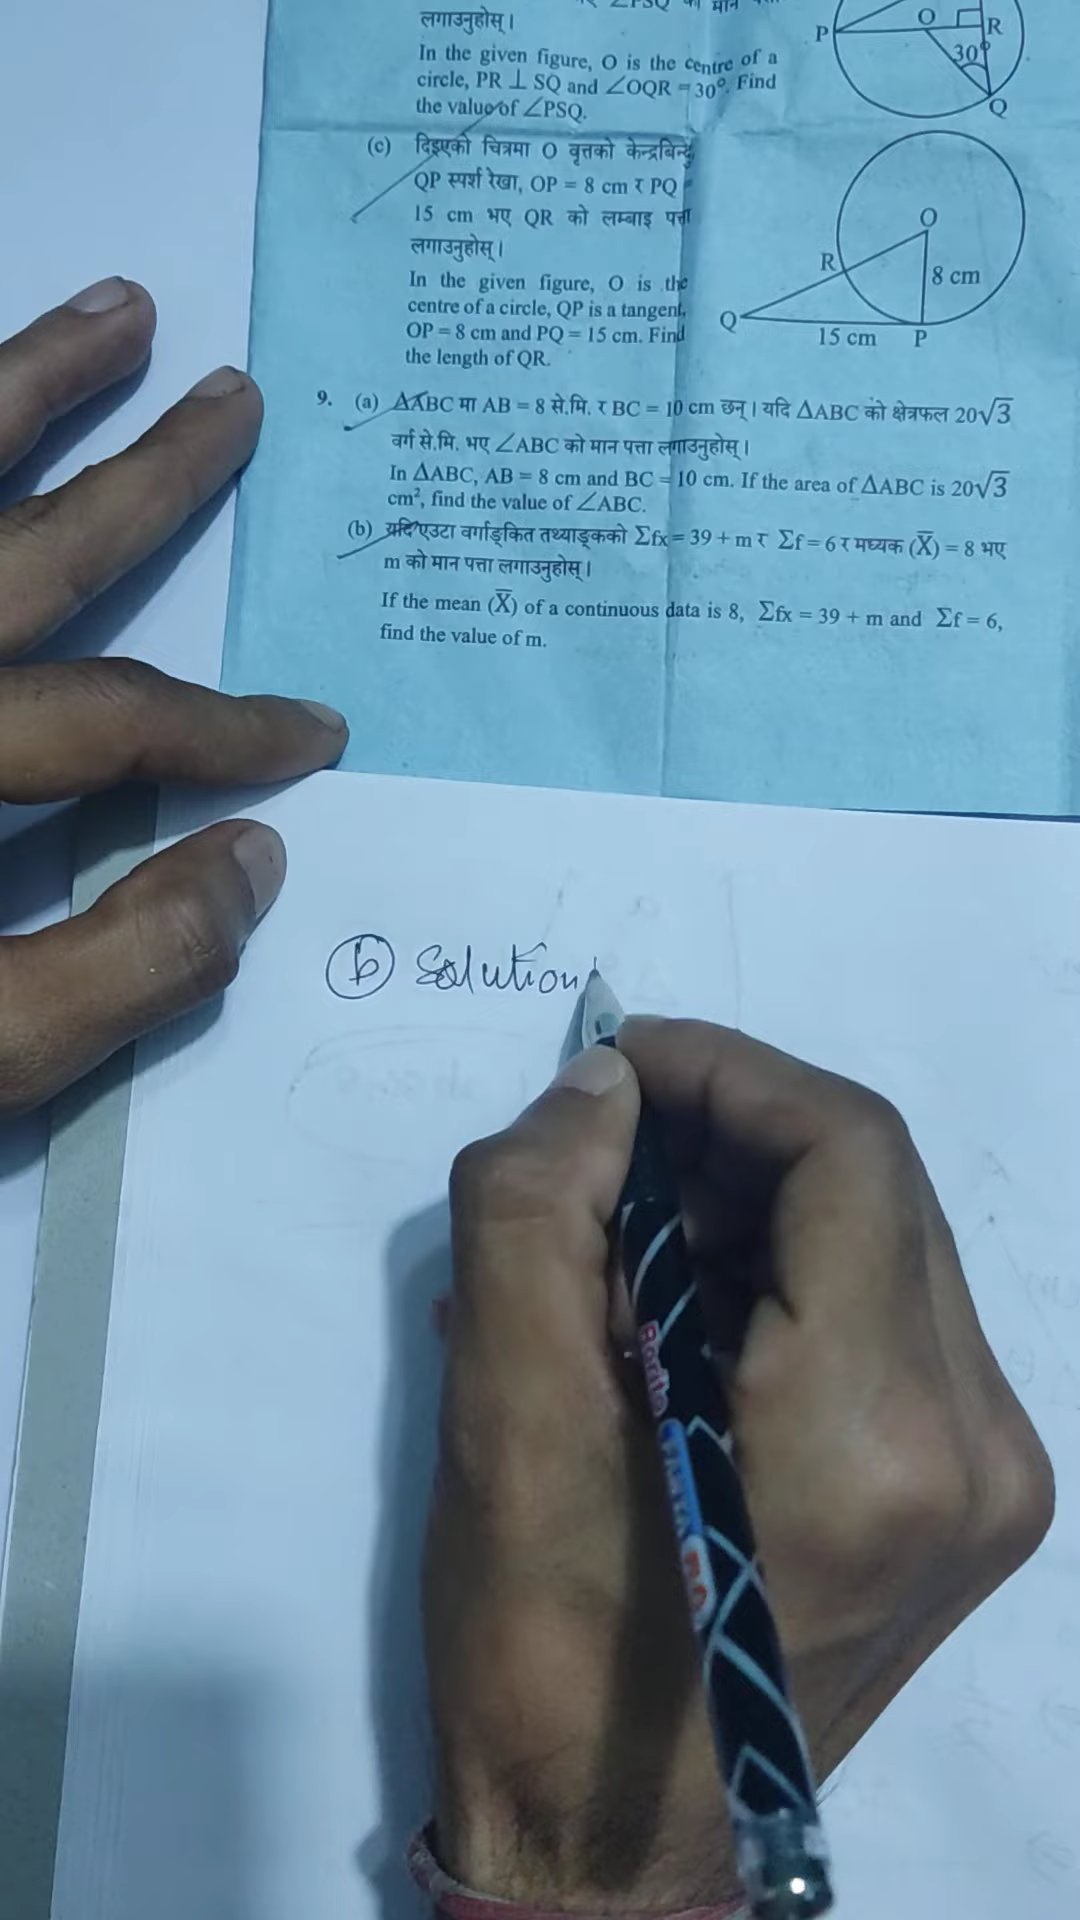 लगाउनुहोस् ।
In the given figure, O is the centre of a
circle, PR ⊥ SQ and ∠OQR = 30°. Find
the value of ∠PSQ.
P
O
R
30°
Q
(c) दिइएको चित्रमा O वृत्तको केन्द्रबिन्दु
QP स्पर्श रेखा, OP = 8 cm र PQ =
15 cm भए QR को लम्बाइ पत्ता
लगाउनुहोस् ।
In the given figure, O is the
centre of a circle, QP is a tangent,
OP = 8 cm and PQ = 15 cm. Find
the length of QR.
O
R
8 cm
Q
15 cm
P
9. (a) ΔABC मा AB = 8 से.मि. र BC = 10 cm छन् । यदि ΔABC को क्षेत्रफल 20√3
वर्ग से.मि. भए ∠ABC को मान पत्ता लगाउनुहोस् ।
In ΔABC, AB = 8 cm and BC = 10 cm. If the area of ΔABC is 20√3
cm², find the value of ∠ABC.
(b) यदि एउटा वर्गाङ्कित तथ्याङ्कको Σfx = 39 + m र Σf = 6 र मध्यक (X̅) = 8 भए
m को मान पत्ता लगाउनुहोस् ।
If the mean (X̅) of a continuous data is 8, Σfx = 39 + m and Σf = 6,
find the value of m.
(b) Solution